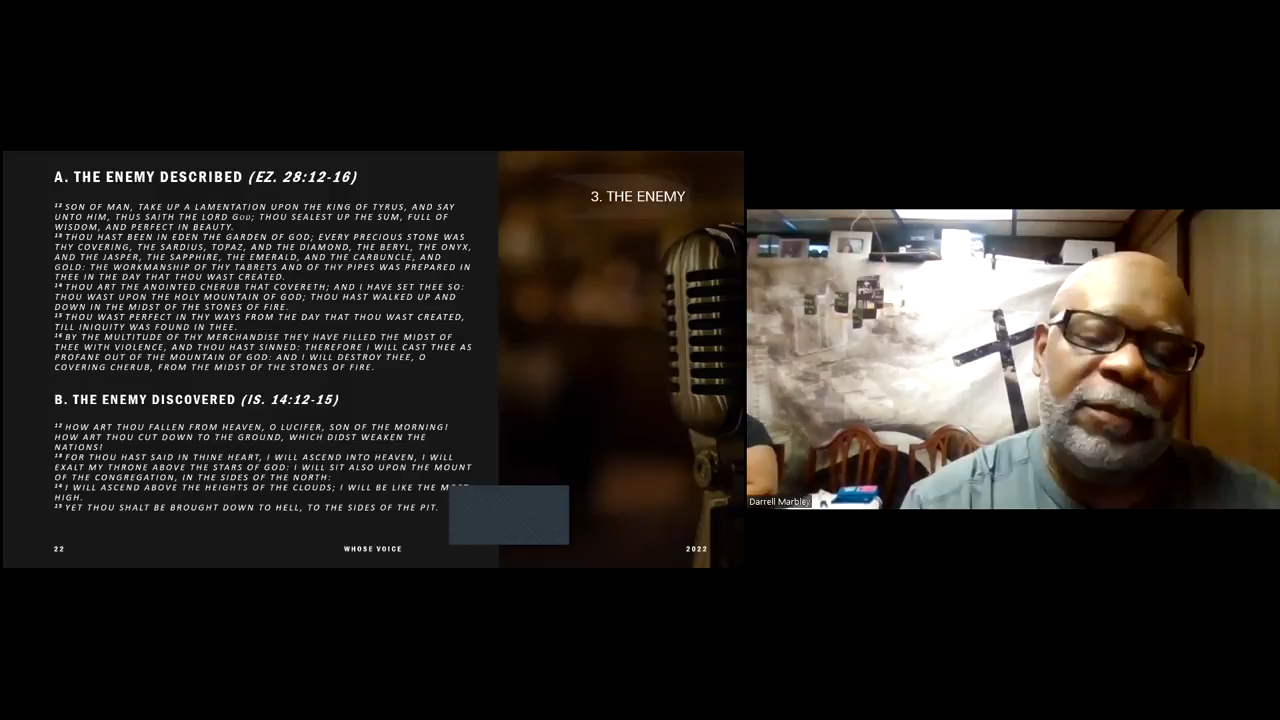 A. THE ENEMY DESCRIBED (EZ. 28:12-16)
12 SON OF MAN, TAKE UP A LAMENTATION UPON THE KING OF TYRUS, AND SAY
UNTO HIM, THUS SAITH THE LORD GOD; THOU SEALEST UP THE SUM, FULL OF
WISDOM, AND PERFECT IN BEAUTY.
13 THOU HAST BEEN IN EDEN THE GARDEN OF GOD; EVERY PRECIOUS STONE WAS
THY COVERING, THE SARDIUS, TOPAZ, AND THE DIAMOND, THE BERYL, THE ONYX,
AND THE JASPER, THE SAPPHIRE, THE EMERALD, AND THE CARBUNCLE, AND
GOLD: THE WORKMANSHIP OF THY TABRETS AND OF THY PIPES WAS PREPARED IN
THEE IN THE DAY THAT THOU WAST CREATED.
14 THOU ART THE ANOINTED CHERUB THAT COVERETH; AND I HAVE SET THEE SO:
THOU WAST UPON THE HOLY MOUNTAIN OF GOD; THOU HAST WALKED UP AND
DOWN IN THE MIDST OF THE STONES OF FIRE.
15 THOU WAST PERFECT IN THY WAYS FROM THE DAY THAT THOU WAST CREATED,
TILL INIQUITY WAS FOUND IN THEE.
16 BY THE MULTITUDE OF THY MERCHANDISE THEY HAVE FILLED THE MIDST OF
THEE WITH VIOLENCE, AND THOU HAST SINNED: THEREFORE I WILL CAST THEE AS
PROFANE OUT OF THE MOUNTAIN OF GOD: AND I WILL DESTROY THEE, O
COVERING CHERUB, FROM THE MIDST OF THE STONES OF FIRE.
B. THE ENEMY DISCOVERED (IS. 14:12-15)
12 HOW ART THOU FALLEN FROM HEAVEN, O LUCIFER, SON OF THE MORNING!
HOW ART THOU CUT DOWN TO THE GROUND, WHICH DIDST WEAKEN THE
NATIONS!
13 FOR THOU HAST SAID IN THINE HEART, I WILL ASCEND INTO HEAVEN, I WILL
EXALT MY THRONE ABOVE THE STARS OF GOD: I WILL SIT ALSO UPON THE MOUNT
OF THE CONGREGATION, IN THE SIDES OF THE NORTH:
14 I WILL ASCEND ABOVE THE HEIGHTS OF THE CLOUDS; I WILL BE LIKE THE MOST
HIGH.
15 YET THOU SHALT BE BROUGHT DOWN TO HELL, TO THE SIDES OF THE PIT.
22
WHOSE VOICE
2022
3. THE ENEMY
Darrell Marbley